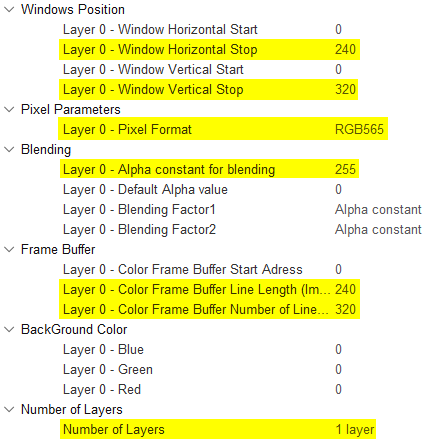 Windows Position
Layer 0 - Window Horizontal Start 0
Layer 0 - Window Horizontal Stop 240
Layer 0 - Window Vertical Start 0
Layer 0 - Window Vertical Stop 320
Pixel Parameters
Layer 0 - Pixel Format RGB565
Blending
Layer 0 - Alpha constant for blending 255
Layer 0 - Default Alpha value 0
Layer 0 - Blending Factor1 Alpha constant
Layer 0 - Blending Factor2 Alpha constant
Frame Buffer
Layer 0 - Color Frame Buffer Start Adress 0
Layer 0 - Color Frame Buffer Line Length (Im... 240
Layer 0 - Color Frame Buffer Number of Line... 320
BackGround Color
Layer 0 - Blue 0
Layer 0 - Green 0
Layer 0 - Red 0
Number of Layers
Number of Layers 1 layer